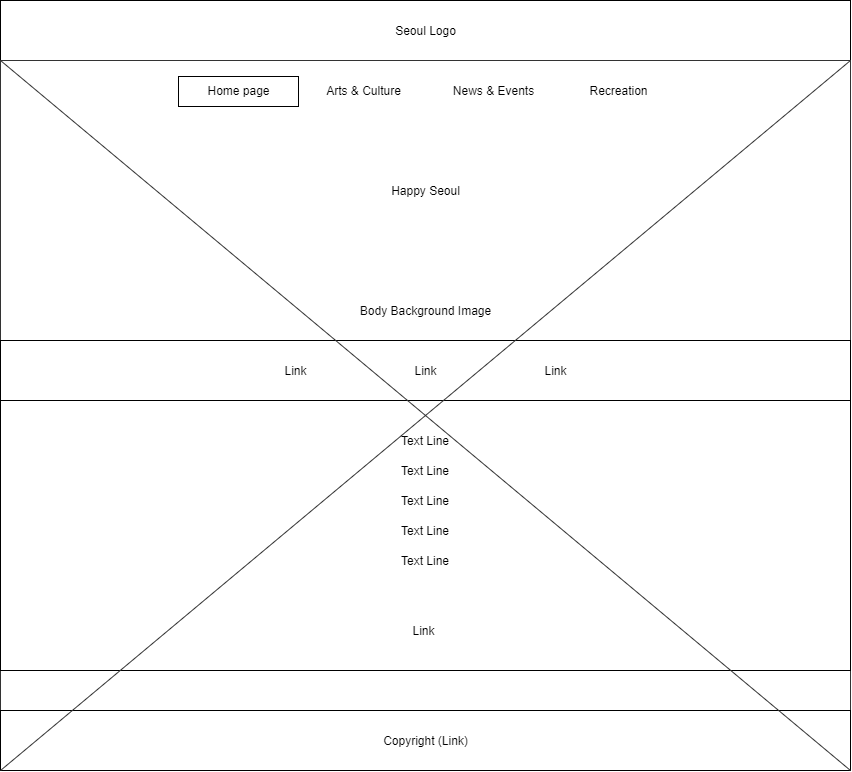 Seoul Logo
Home page Arts & Culture News & Events Recreation
Happy Seoul
Body Background Image
Link Link Link
Text Line
Text Line
Text Line
Text Line
Text Line
Link
Copyright (Link)